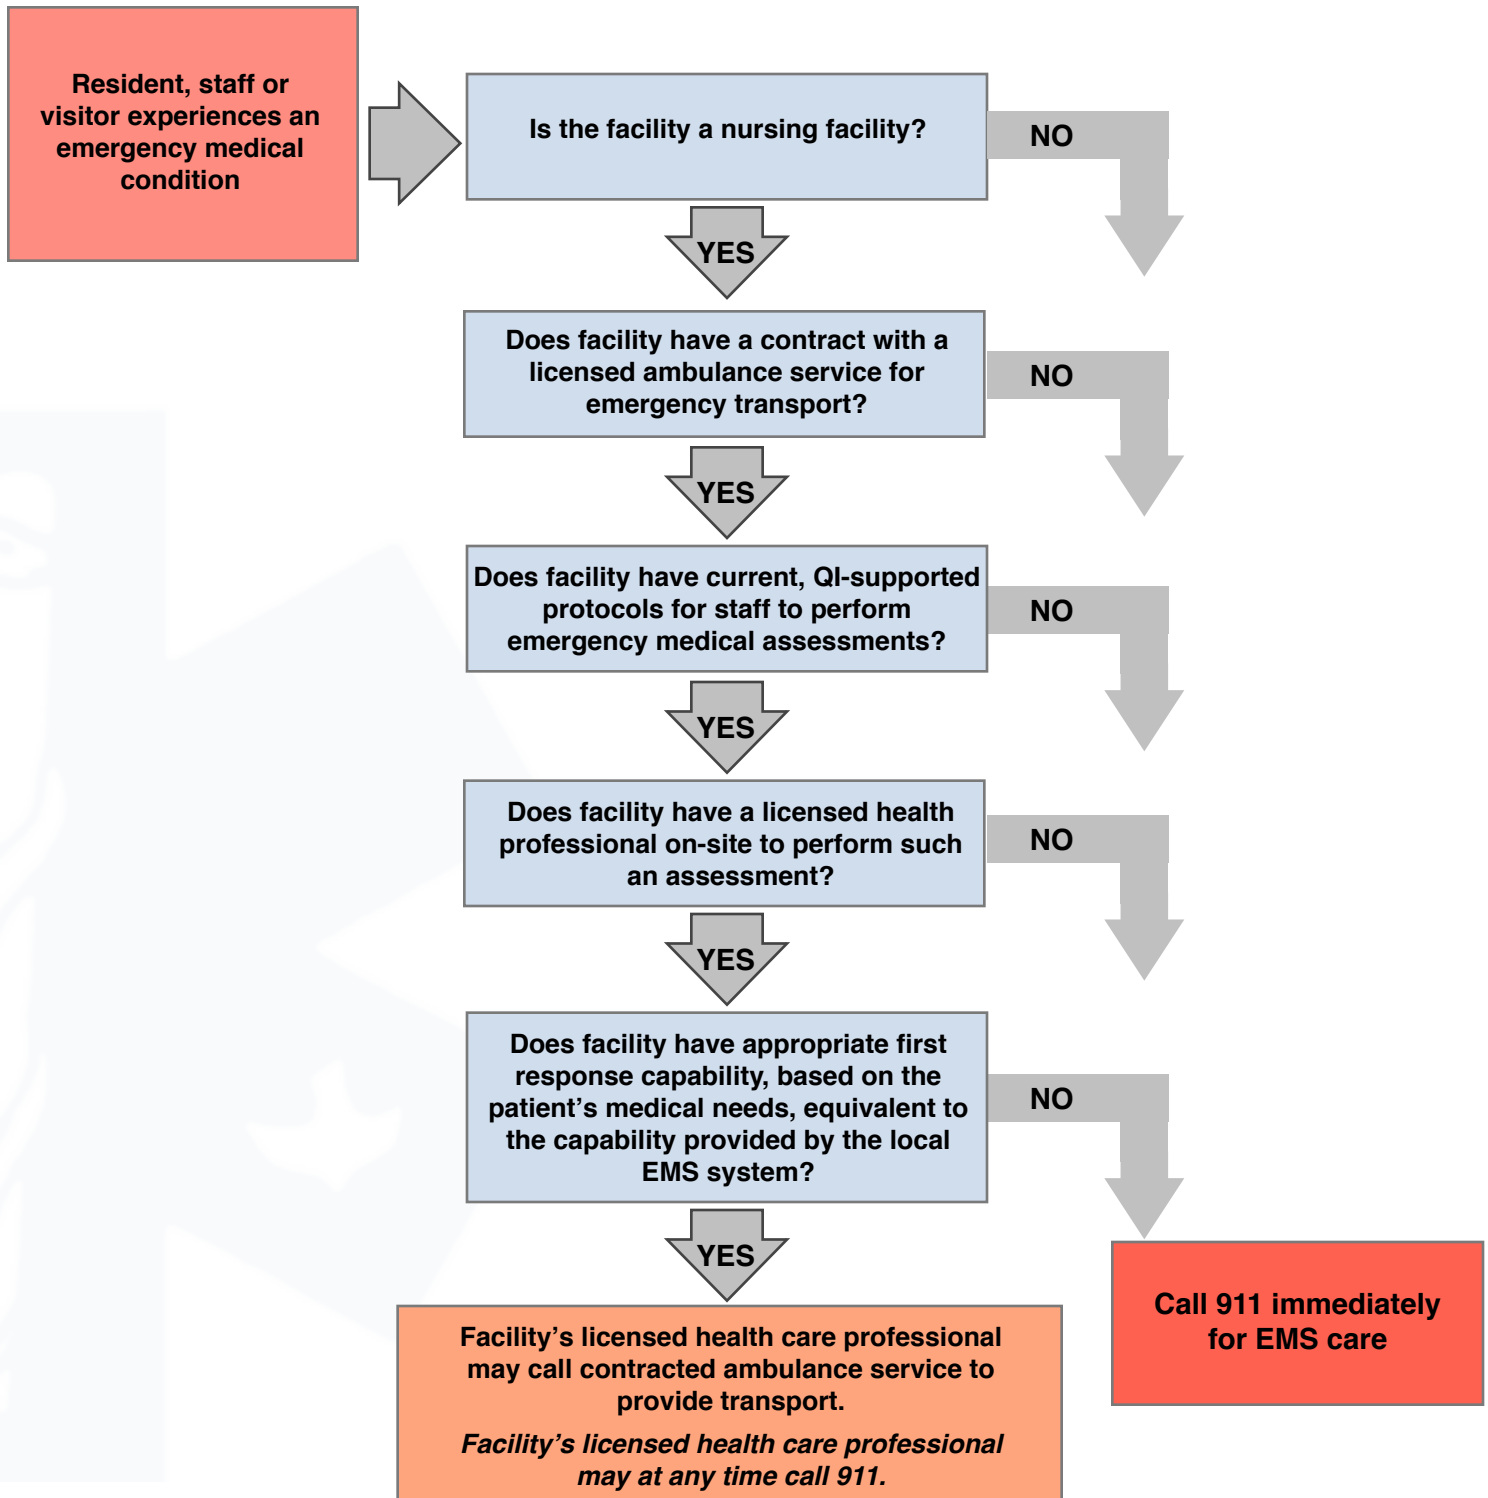 Resident, staff or
visitor experiences an
emergency medical
condition
Is the facility a nursing facility?
NO
YES
Does facility have a contract with a
licensed ambulance service for
emergency transport?
NO
YES
Does facility have current, QI-supported
protocols for staff to perform
emergency medical assessments?
NO
YES
Does facility have a licensed health
professional on-site to perform such
an assessment?
NO
YES
Does facility have appropriate first
response capability, based on the
patient’s medical needs, equivalent to
the capability provided by the local
EMS system?
NO
YES
Call 911 immediately
for EMS care
Facility’s licensed health care professional
may call contracted ambulance service to
provide transport.
Facility’s licensed health care professional
may at any time call 911.